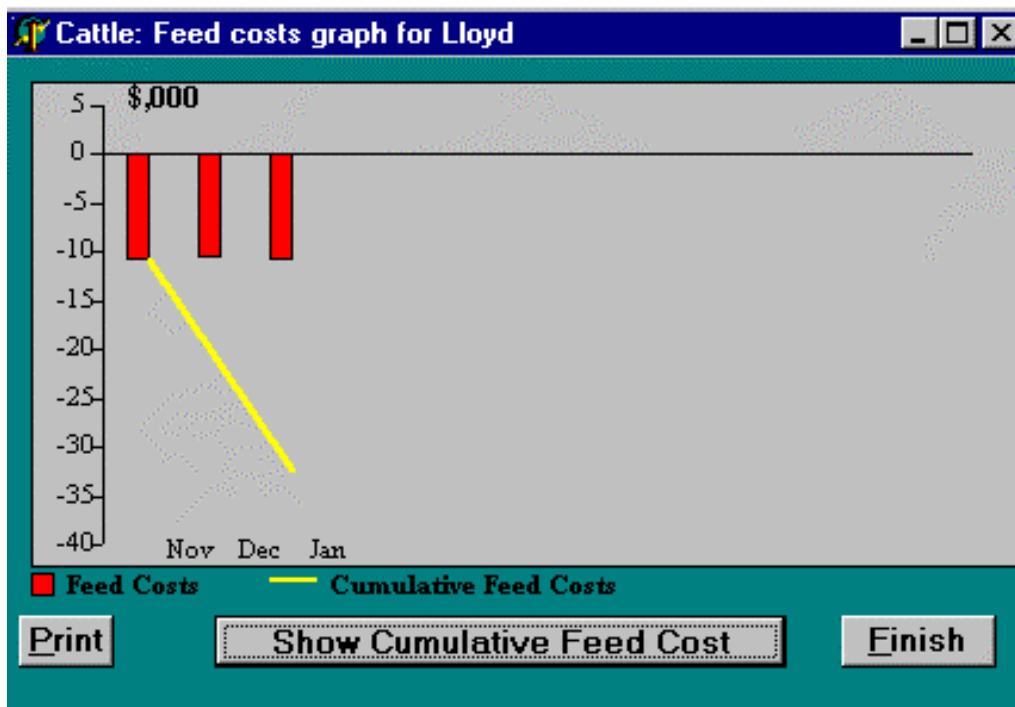 Cattle: Feed costs graph for Lloyd
$,000
5
0
-5
-10
-15
-20
-25
-30
-35
-40
Nov Dec Jan
Feed Costs Cumulative Feed Costs
Print Show Cumulative Feed Cost Finish